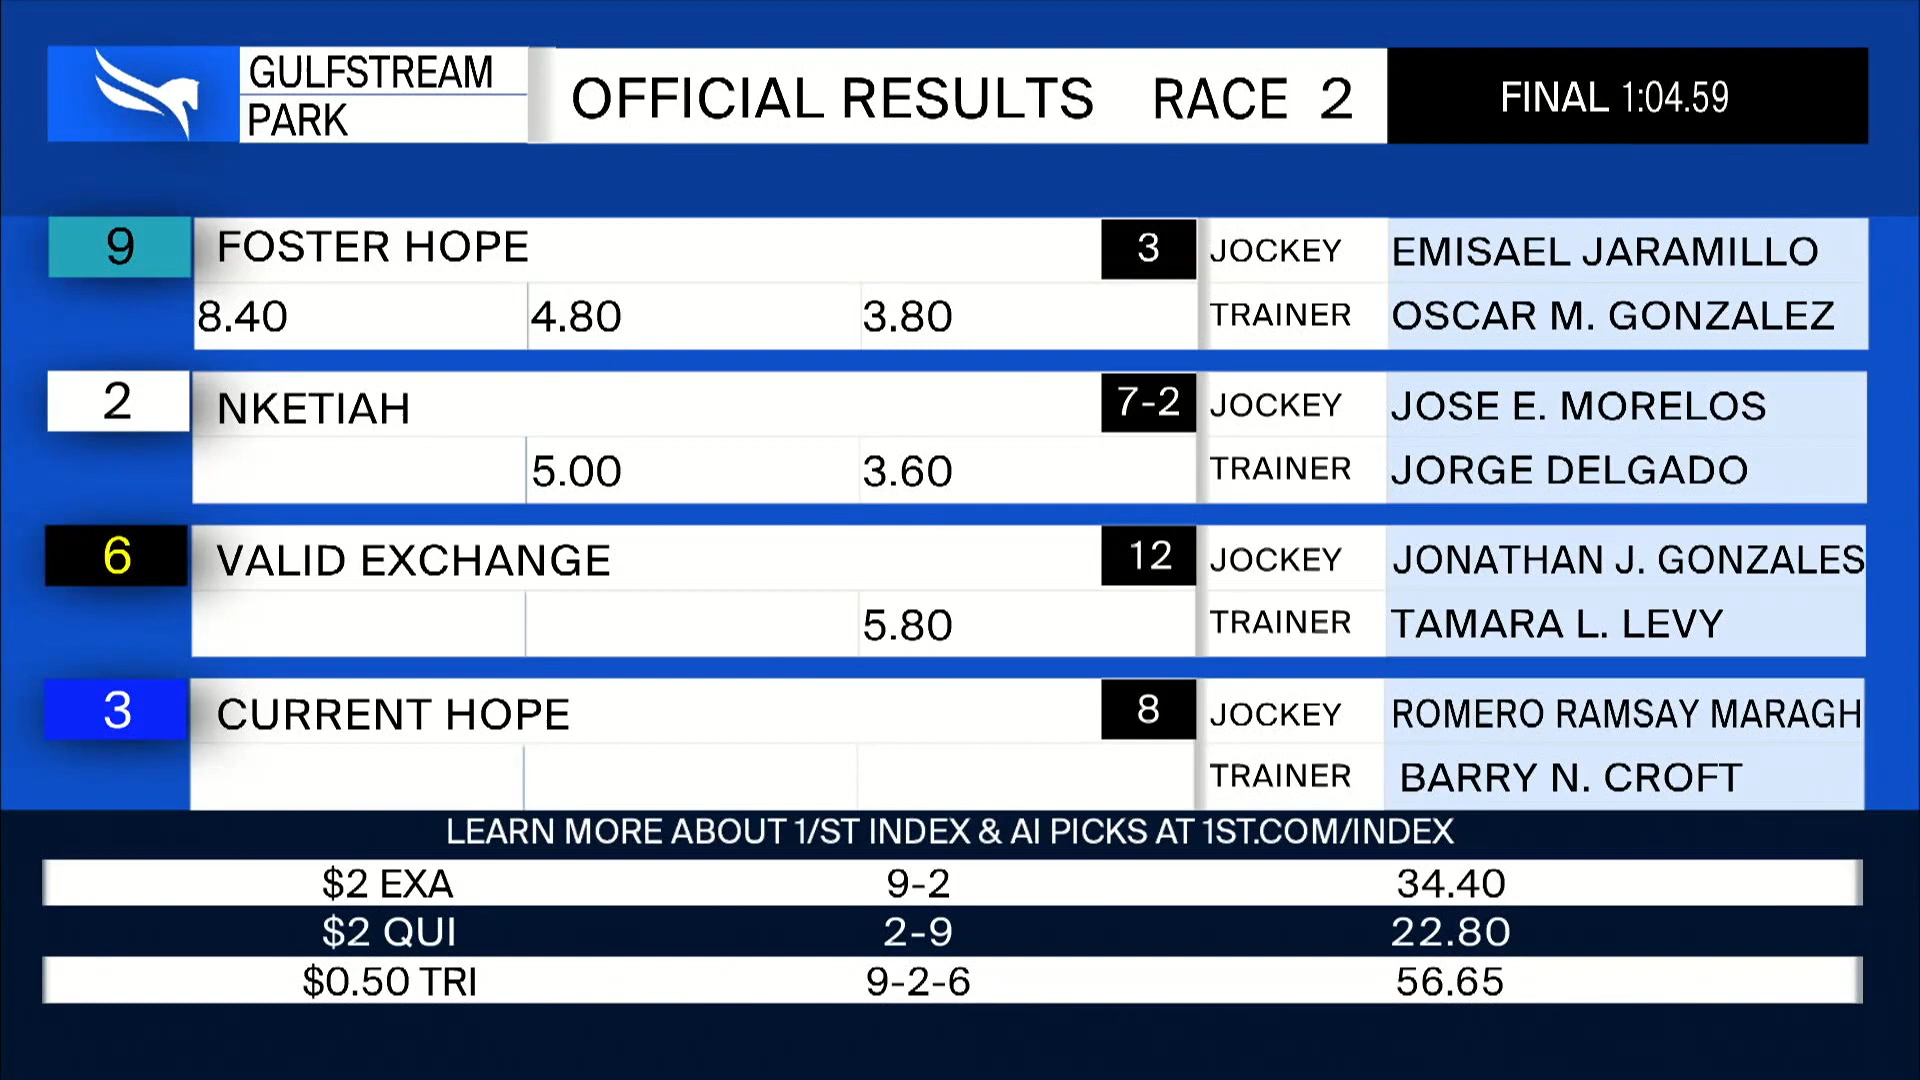 GULFSTREAM
PARK
OFFICIAL RESULTS RACE 2
FINAL 1:04.59
9 FOSTER HOPE 3 JOCKEY EMISAEL JARAMILLO
8.40 4.80 3.80 TRAINER OSCAR M. GONZALEZ
2 NKETIAH 7-2 JOCKEY JOSE E. MORELOS
5.00 3.60 TRAINER JORGE DELGADO
6 VALID EXCHANGE 12 JOCKEY JONATHAN J. GONZALES
5.80 TRAINER TAMARA L. LEVY
3 CURRENT HOPE 8 JOCKEY ROMERO RAMSAY MARAGH
TRAINER BARRY N. CROFT
LEARN MORE ABOUT 1/ST INDEX & AI PICKS AT 1ST.COM/INDEX
$2 EXA 9-2 34.40
$2 QUI 2-9 22.80
$0.50 TRI 9-2-6 56.65